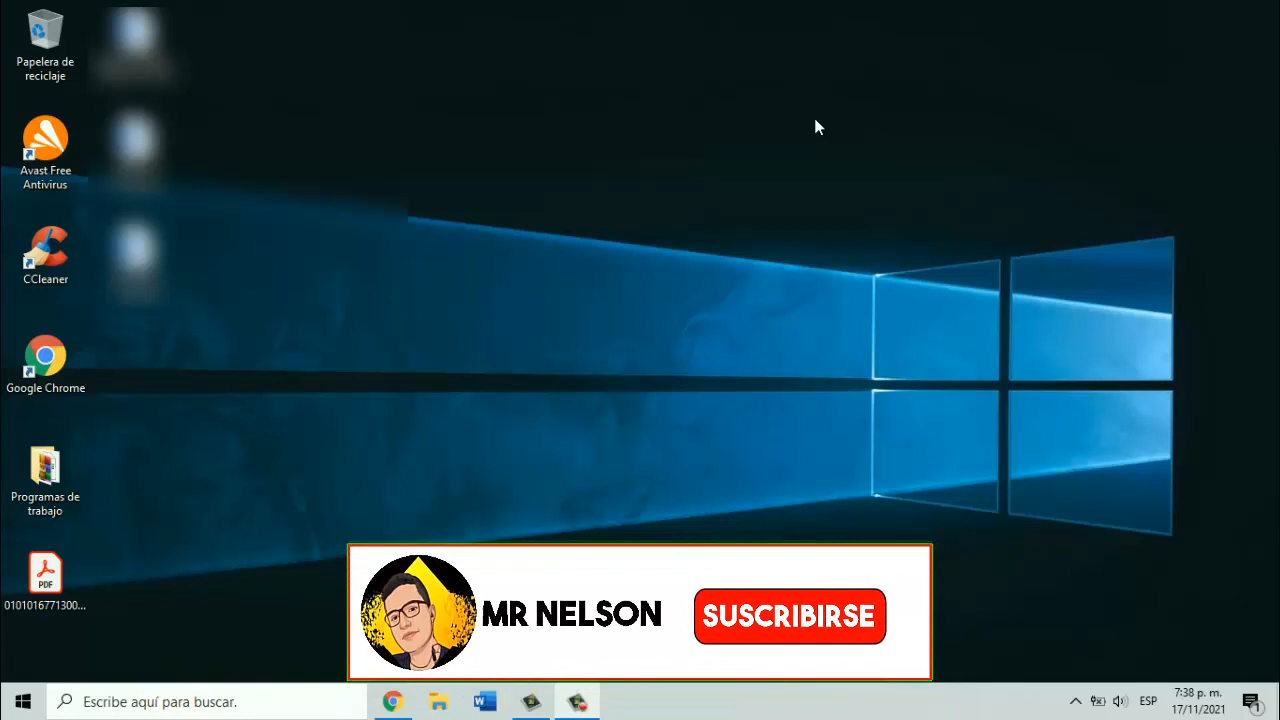 Papelera de
reciclaje
Avast Free
Antivirus
CCleaner
Google Chrome
Programas de
trabajo
PDF
0101016771300...
MR NELSON
SUSCRIBIRSE
Escribe aquí para buscar.
ESP
7:38 p. m.
17/11/2021
1